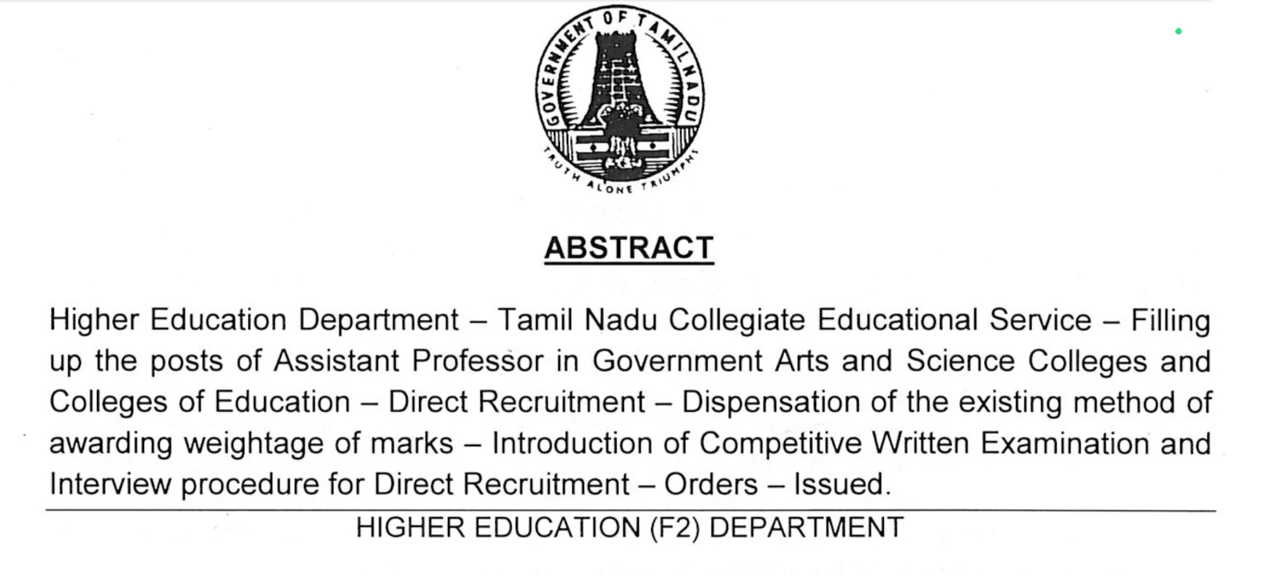 GOVERNMENT OF TAMILNADU
TRUTH ALONE TRIUMPHS
ABSTRACT
Higher Education Department – Tamil Nadu Collegiate Educational Service – Filling
up the posts of Assistant Professor in Government Arts and Science Colleges and
Colleges of Education – Direct Recruitment – Dispensation of the existing method of
awarding weightage of marks – Introduction of Competitive Written Examination and
Interview procedure for Direct Recruitment – Orders – Issued.
HIGHER EDUCATION (F2) DEPARTMENT